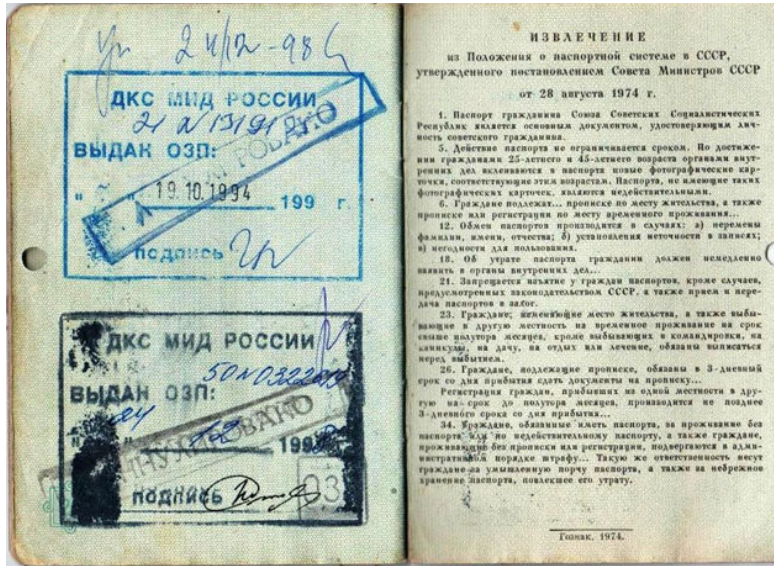 24/12-98
ДКС МИД РОССИИ
21 N
ВЫДАН ОЗП:
" " 19.10.1994 199 г.
подпись
ДКС МИД РОССИИ
50 N 0322
ВЫДАН ОЗП:
" 24 " 12 199
АННУЛИРОВАНО
подпись
03
ИЗВЛЕЧЕНИЕ
из Положения о паспортной системе в СССР,
утвержденного постановлением Совета Министров СССР
от 28 августа 1974 г.
1. Паспорт гражданина Союза Советских Социалистических
Республик является основным документом, удостоверяющим лич-
ность советского гражданина.
5. Действие паспорта не ограничивается сроком. По достиже-
нии гражданами 25-летнего и 45-летнего возраста органами внут-
ренних дел вклеиваются в паспорта новые фотографические кар-
точки, соответствующие этим возрастам. Паспорта, не имеющие таких
фотографических карточек, являются недействительными.
6. Граждане подлежат... прописке по месту жительства, а также
прописке или регистрации по месту временного проживания...
12. Обмен паспортов производится в случаях: а) перемены
фамилии, имени, отчества; б) установления неточности в записях;
в) негодности для пользования.
18. Об утрате паспорта гражданин должен немедленно
заявить в органы внутренних дел...
21. Запрещается изъятие у граждан паспортов, кроме случаев,
предусмотренных законодательством СССР, а также прием и пере-
дача паспортов в залог.
23. Граждане, изменяющие место жительства, а также выбы-
вающие в другую местность на временное проживание на срок
свыше полутора месяцев, кроме выбывающих в командировки, на
каникулы, на дачу, на отдых или лечение, обязаны выписаться
перед выбытием.
26. Граждане, подлежащие прописке, обязаны в 3-дневный
срок со дня прибытия сдать документы на прописку...
Регистрация граждан, прибывших из одной местности в дру-
гую на срок до полутора месяцев, производится не позднее
3-дневного срока со дня прибытия...
34. Граждане, обязанные иметь паспорта, за проживание без
паспорта или по недействительному паспорту, а также граждане,
проживающие без прописки или регистрации, подвергаются в адми-
нистративном порядке штрафу... Такую же ответственность несут
граждане за умышленную порчу паспорта, а также за небрежное
хранение паспорта, повлекшее его утрату.
Гознак. 1974.